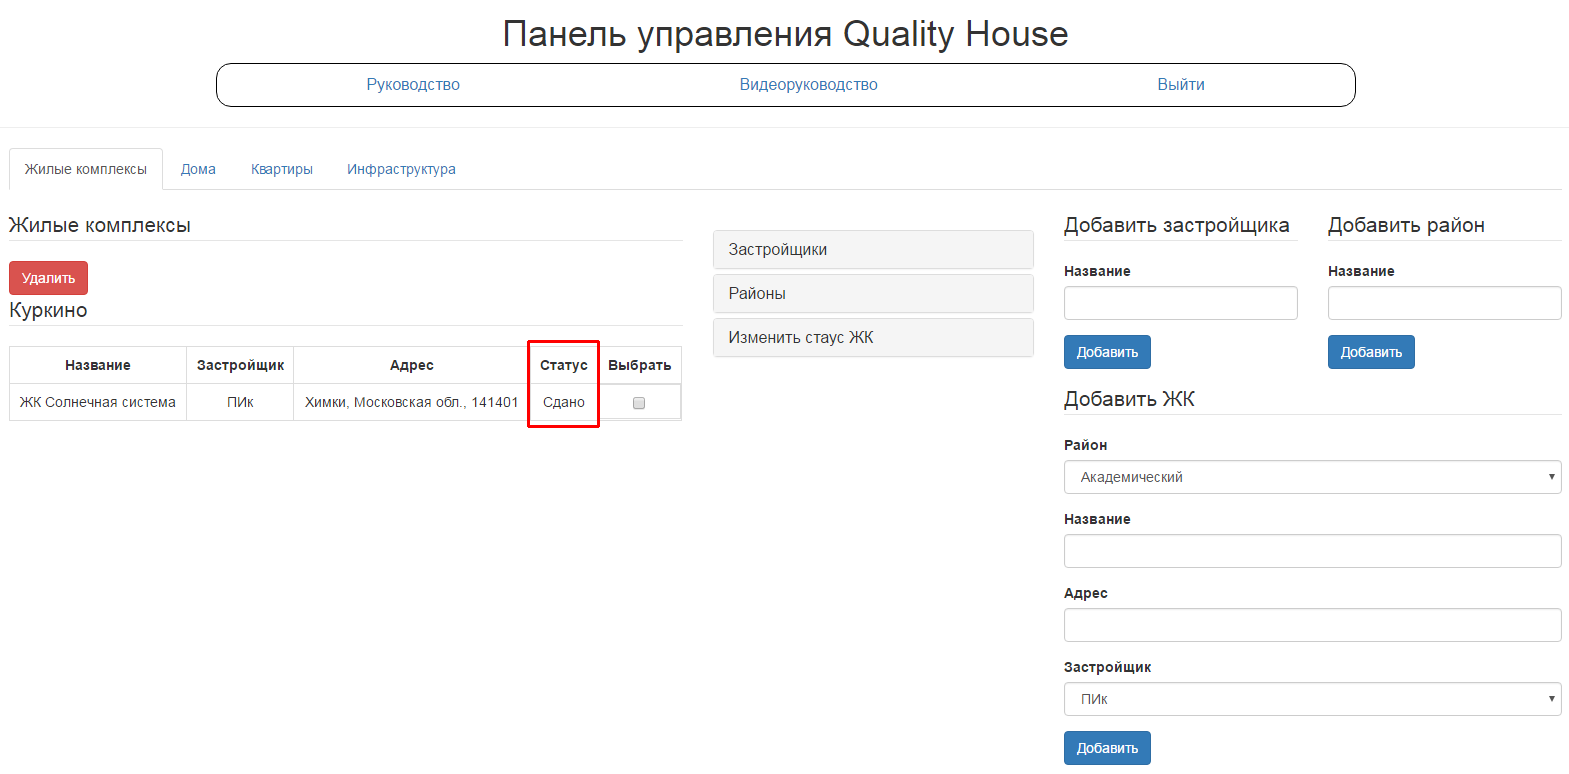 Панель управления Quality House
Руководство Видеоруководство Выйти
Жилые комплексы Дома Квартиры Инфраструктура
Жилые комплексы
Удалить
Куркино
Название Застройщик Адрес Статус Выбрать
ЖК Солнечная система ПИк Химки, Московская обл., 141401 Сдано
Застройщики
Районы
Изменить стаус ЖК
Добавить застройщика
Название
Добавить
Добавить район
Название
Добавить
Добавить ЖК
Район
Академический
Название
Адрес
Застройщик
ПИк
Добавить